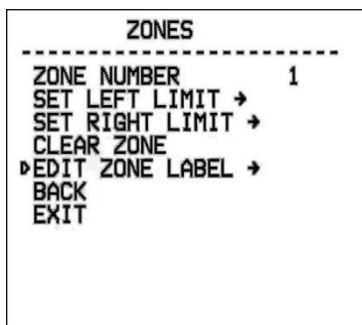 ZONES
------------------------
ZONE NUMBER 1
SET LEFT LIMIT →
SET RIGHT LIMIT →
CLEAR ZONE
▷EDIT ZONE LABEL →
BACK
EXIT